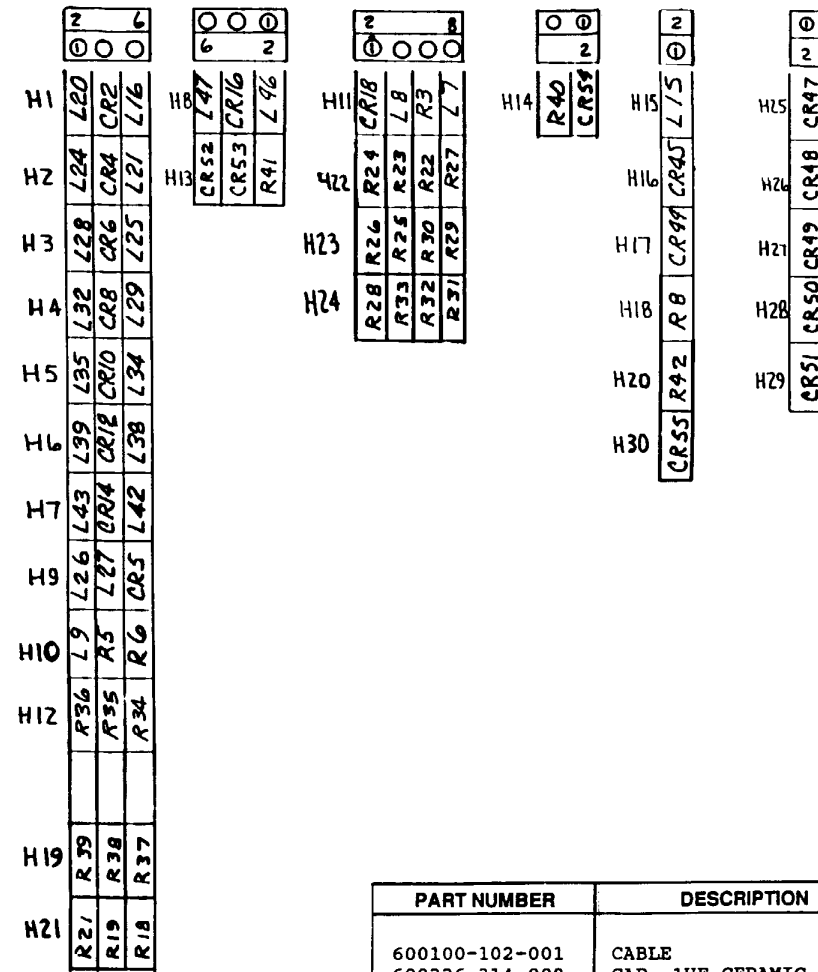 2 6
① ○ ○
H1 L20 CR2 L16
H2 L24 CR4 L21
H3 L28 CR6 L25
H4 L32 CR8 L29
H5 L35 CR10 L34
H6 L39 CR12 L38
H7 L43 CR14 L42
H9 L26 L27 CR5
H10 L9 R5 R6
H12 R36 R35 R34
H19 R39 R38 R37
H21 R21 R19 R18
○ ○ ①
6 2
H8 L47 CR16 L46
H13 CR52 CR53 R41
2 8
① ○ ○ ○
H11 CR18 L8 R3 L7
H22 R24 R23 R22 R27
H23 R26 R25 R30 R29
H24 R28 R33 R32 R31
○ ①
2
H14 R40 CR54
2
①
H15 L15
H16 CR45
H17 CR44
H18 R8
H20 R42
H30 CR55
①
2
H25 CR47
H26 CR48
H27 CR49
H28 CR50
H29 CR51
PART NUMBER DESCRIPTION
600100-102-001 CABLE